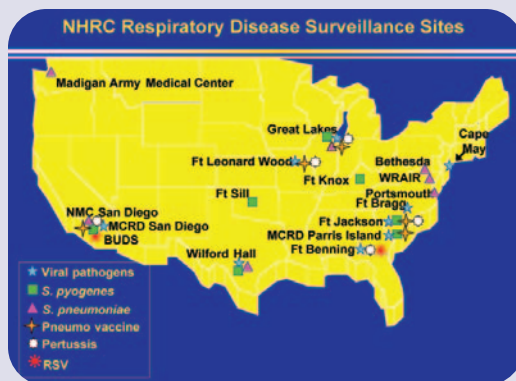 NHRC Respiratory Disease Surveillance Sites
Madigan Army Medical Center
Great Lakes
Cape
May
Ft Leonard Wood
Bethesda
WRAIR
Ft Knox
Portsmouth
Ft Sill
Ft Bragg
NMC San Diego
MCRD San Diego
BUDS
Ft Jackson
MCRD Parris Island
Ft Benning
Wilford Hall
Viral pathogens
S. pyogenes
S. pneumoniae
Pneumo vaccine
Pertussis
RSV